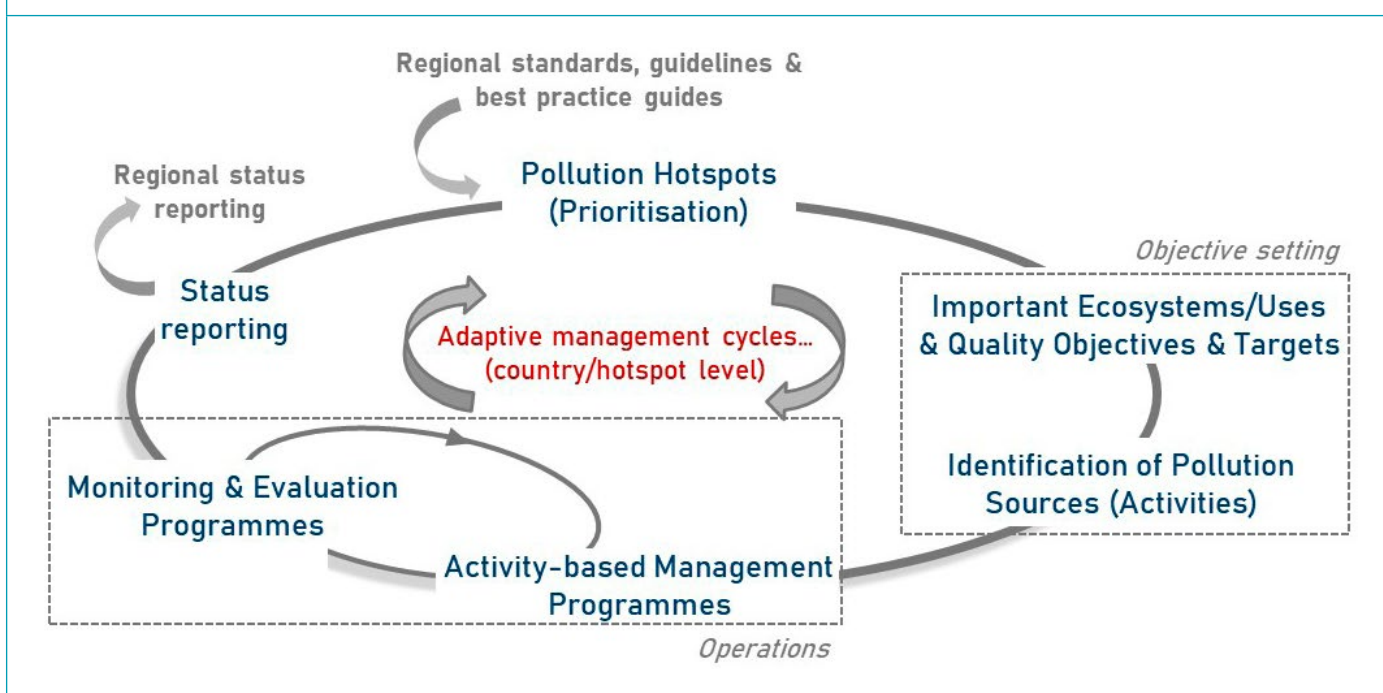 Regional standards, guidelines &
best practice guides
Regional status
reporting
Pollution Hotspots
(Prioritisation)
Objective setting
Status
reporting
Important Ecosystems/Uses
& Quality Objectives & Targets
Adaptive management cycles...
(country/hotspot level)
Identification of Pollution
Sources (Activities)
Monitoring & Evaluation
Programmes
Activity-based Management
Programmes
Operations